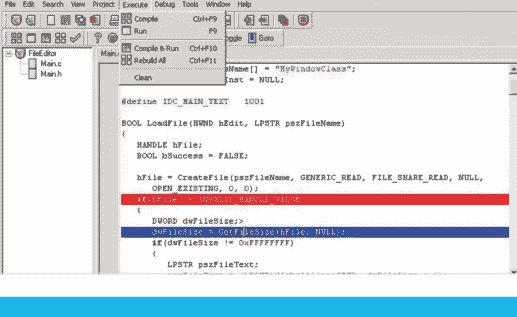 File Edit Search View Project Execute Debug Tools Window Help
Compile Ctrl+F9
Run F9
Compile & Run Ctrl+F10
Rebuild All Ctrl+F11
Clean
oggle Goto
FileEditor
Main.c
Main.h
Main.
sName[] = "MyWindowClass";
Inst = NULL;
#define IDC_MAIN_TEXT 1001
BOOL LoadFile(HWND hEdit, LPSTR pszFileName)
{
HANDLE hFile;
BOOL bSuccess = FALSE;
hFile = CreateFile(pszFileName, GENERIC_READ, FILE_SHARE_READ, NULL,
OPEN_EXISTING, 0, 0);
{
DWORD dwFileSize;>
dwFileSize = GetFileSize(hFile, NULL);
if(dwFileSize != 0xFFFFFFFF)
{
LPSTR pszFileText;